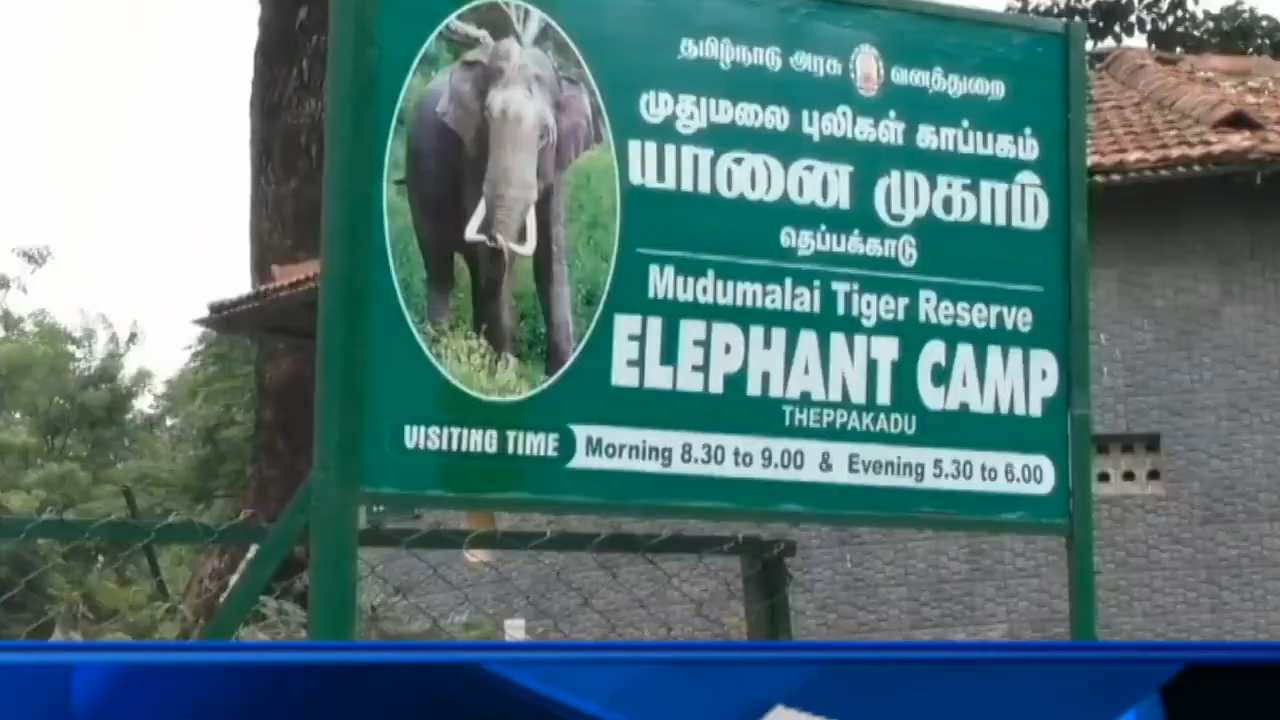 தமிழ்நாடு அரசு வனத்துறை
முதுமலை புலிகள் காப்பகம்
யானை முகாம்
தெப்பக்காடு
Mudumalai Tiger Reserve
ELEPHANT CAMP
THEPPAKADU
VISITING TIME Morning 8.30 to 9.00 & Evening 5.30 to 6.00